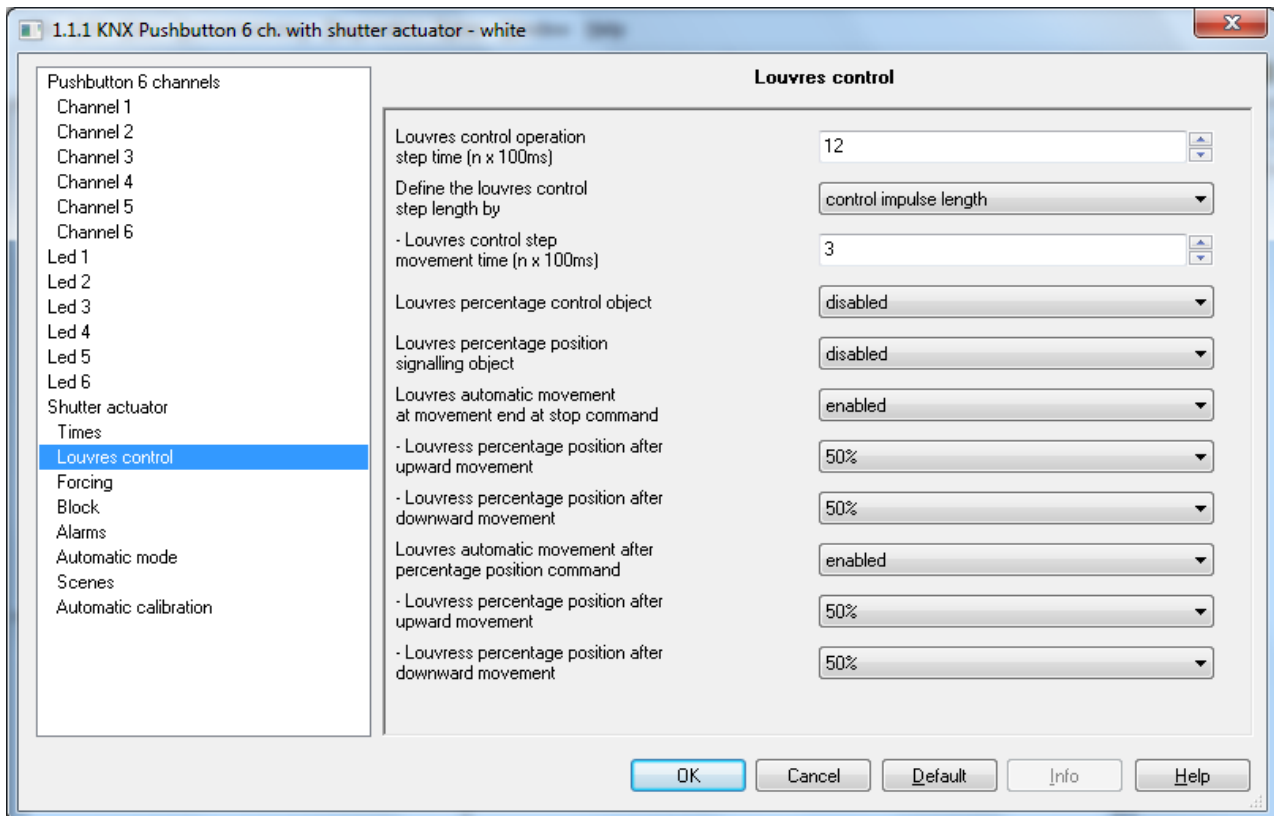 1.1.1 KNX Pushbutton 6 ch. with shutter actuator - white
Pushbutton 6 channels
Channel 1
Channel 2
Channel 3
Channel 4
Channel 5
Channel 6
Led 1
Led 2
Led 3
Led 4
Led 5
Led 6
Shutter actuator
Times
Louvres control
Forcing
Block
Alarms
Automatic mode
Scenes
Automatic calibration
Louvres control
Louvres control operation
step time (n x 100ms)
12
Define the louvres control
step length by
control impulse length
- Louvres control step
movement time (n x 100ms)
3
Louvres percentage control object
disabled
Louvres percentage position
signalling object
disabled
Louvres automatic movement
at movement end at stop command
enabled
- Louvress percentage position after
upward movement
50%
- Louvress percentage position after
downward movement
50%
Louvres automatic movement after
percentage position command
enabled
- Louvress percentage position after
upward movement
50%
- Louvress percentage position after
downward movement
50%
OK
Cancel
Default
Info
Help